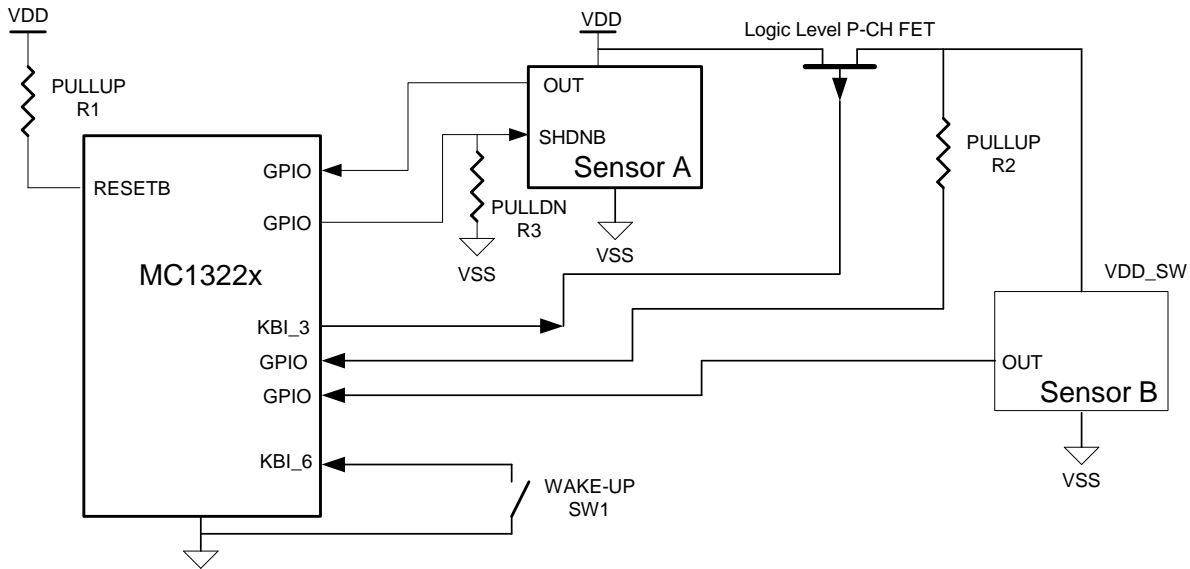 VDD
VDD
Logic Level P-CH FET
PULLUP
R1
OUT
SHDNB
Sensor A
PULLUP
R2
GPIO
RESETB
GPIO
PULLDN
R3
VSS
VSS
MC1322x
VDD_SW
KBI_3
GPIO
OUT
GPIO
Sensor B
KBI_6
WAKE-UP
SW1
VSS